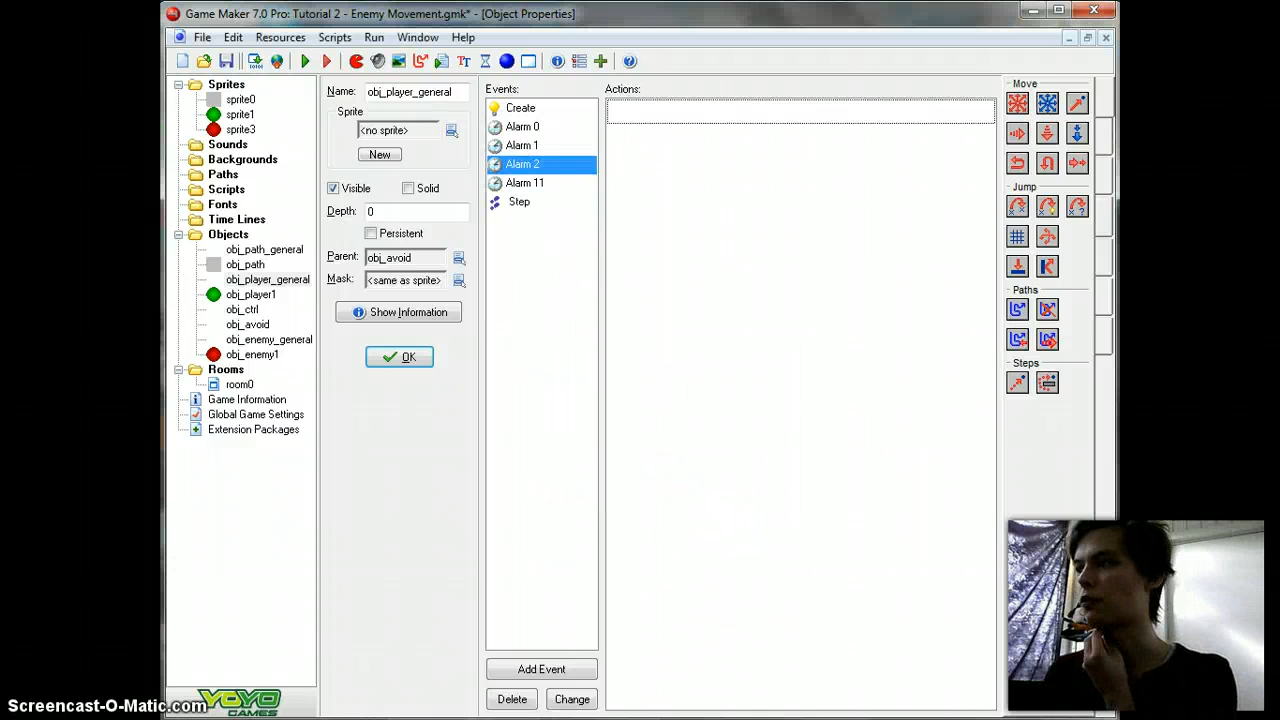 Game Maker 7.0 Pro: Tutorial 2 - Enemy Movement.gmk* - [Object Properties]
File Edit Resources Scripts Run Window Help
Sprites
sprite0
sprite1
sprite3
Sounds
Backgrounds
Paths
Scripts
Fonts
Time Lines
Objects
obj_path_general
obj_path
obj_player_general
obj_player1
obj_ctrl
obj_avoid
obj_enemy_general
obj_enemy1
Rooms
room0
Game Information
Global Game Settings
Extension Packages
YOYO
GAMES
Name: obj_player_general
Sprite
<no sprite>
New
Visible Solid
Depth: 0
Persistent
Parent: obj_avoid
Mask: <same as sprite>
Show Information
OK
Events:
Create
Alarm 0
Alarm 1
Alarm 2
Alarm 11
Step
Add Event
Delete Change
Actions:
Move
Jump
Paths
Steps
Screencast-O-Matic.com